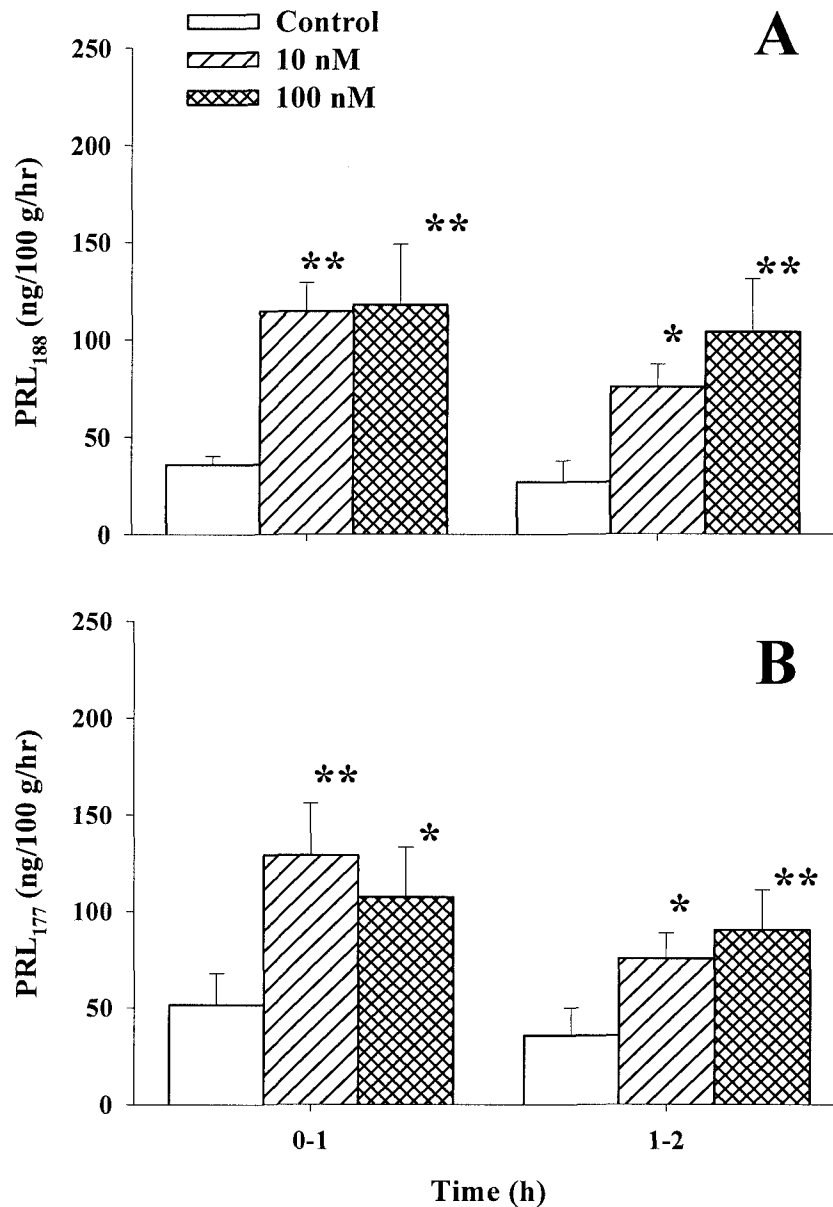 Control
10 nM
100 nM
A
250
200
150
100
50
0
PRL188 (ng/100 g/hr)
**
**
*
**
B
250
200
150
100
50
0
PRL177 (ng/100 g/hr)
**
*
*
**
0-1
1-2
Time (h)